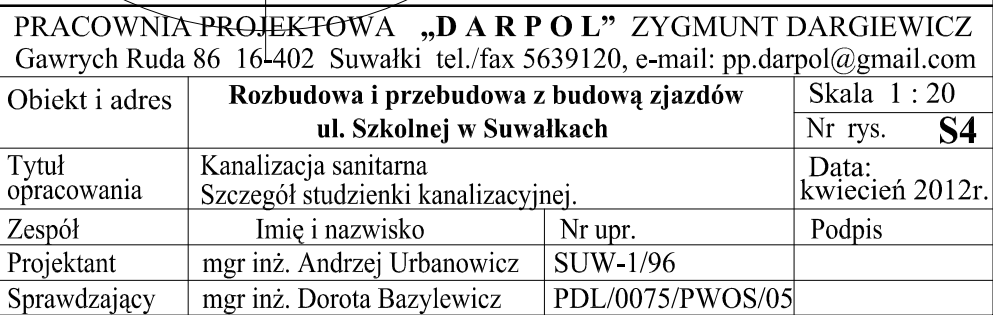 PRACOWNIA PROJEKTOWA „D A R P O L” ZYGMUNT DARGIEWICZ
Gawrych Ruda 86 16-402 Suwałki tel./fax 5639120, e-mail: pp.darpol@gmail.com
Obiekt i adres
Rozbudowa i przebudowa z budową zjazdów
ul. Szkolnej w Suwałkach
Skala 1 : 20
Nr rys. S4
Tytuł
opracowania
Kanalizacja sanitarna
Szczegół studzienki kanalizacyjnej.
Data:
kwiecień 2012r.
Zespół Imię i nazwisko Nr upr. Podpis
Projektant mgr inż. Andrzej Urbanowicz SUW-1/96
Sprawdzający mgr inż. Dorota Bazylewicz PDL/0075/PWOS/05